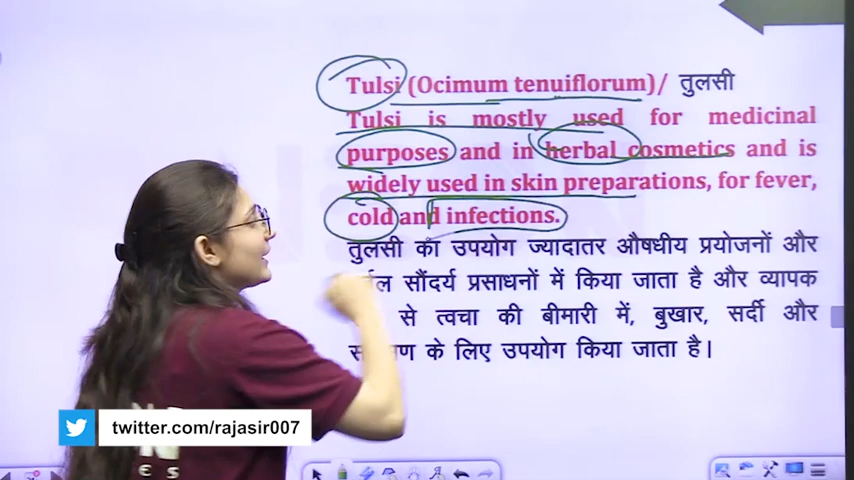 Tulsi (Ocimum tenuiflorum)/ तुलसी
Tulsi is mostly used for medicinal
purposes and in herbal cosmetics and is
widely used in skin preparations, for fever,
cold and infections.
तुलसी का उपयोग ज्यादातर औषधीय प्रयोजनों और
सौंदर्य प्रसाधनों में किया जाता है और व्यापक
से त्वचा की बीमारी में, बुखार, सर्दी और
के लिए उपयोग किया जाता है।
twitter.com/rajasir007